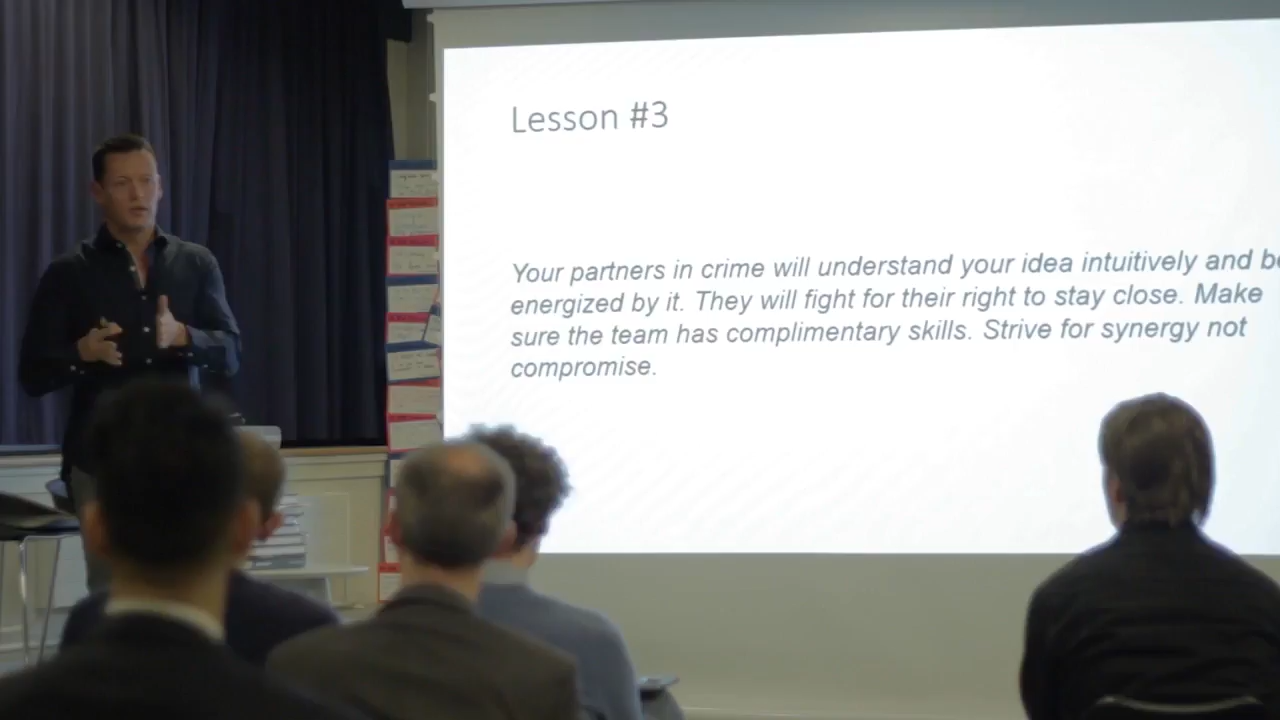 Lesson #3
Your partners in crime will understand your idea intuitively and be
energized by it. They will fight for their right to stay close. Make
sure the team has complimentary skills. Strive for synergy not
compromise.